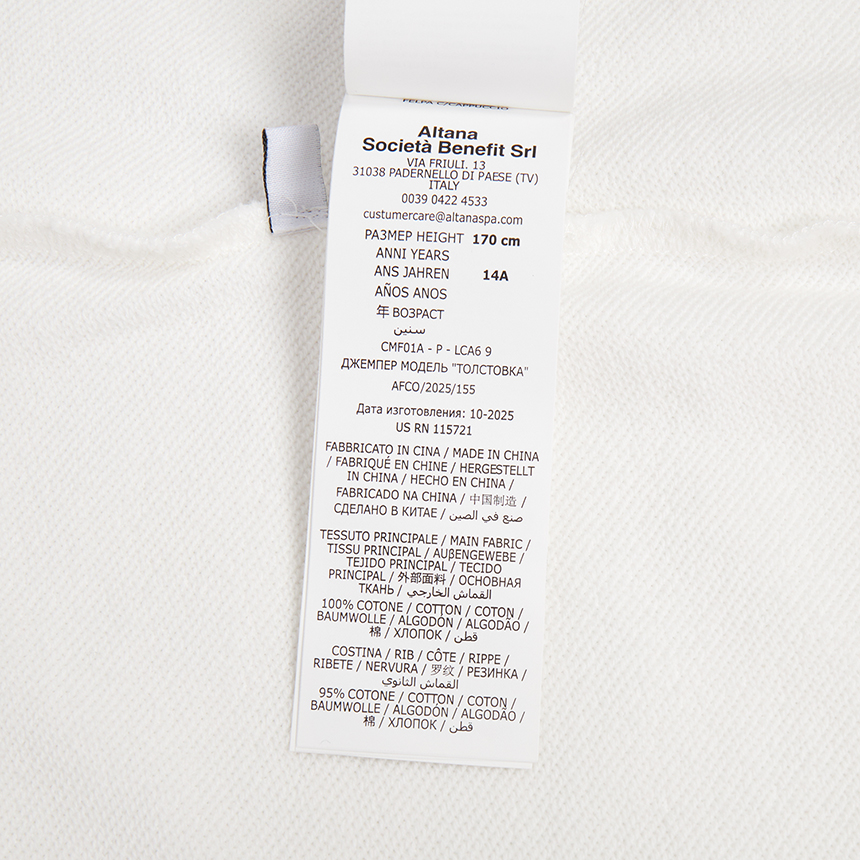 FELPA C/CAPPUCCIO
Altana
Società Benefit Srl
VIA FRIULI. 13
31038 PADERNELLO DI PAESE (TV)
ITALY
0039 0422 4533
custumercare@altanaspa.com
РАЗМЕР HEIGHT 170 cm
ANNI YEARS
ANS JAHREN 14A
AÑOS ANOS
年 ВОЗРАСТ
سنين
CMF01A - P - LCA6 9
ДЖЕМПЕР МОДЕЛЬ "ТОЛСТОВКА"
AFCO/2025/155
Дата изготовления: 10-2025
US RN 115721
FABBRICATO IN CINA / MADE IN CHINA
/ FABRIQUÉ EN CHINE / HERGESTELLT
IN CHINA / HECHO EN CHINA /
FABRICADO NA CHINA / 中国制造 /
СДЕЛАНО В КИТАЕ / صنع في الصين
TESSUTO PRINCIPALE / MAIN FABRIC /
TISSU PRINCIPAL / AUßENGEWEBE /
TEJIDO PRINCIPAL / TECIDO
PRINCIPAL / 外部面料 / ОСНОВНАЯ
ТКАНЬ / القماش الخارجي
100% COTONE / COTTON / COTON /
BAUMWOLLE / ALGODÓN / ALGODÃO /
棉 / ХЛОПОК / قطن
COSTINA / RIB / CÔTE / RIPPE /
RIBETE / NERVURA / 罗纹 / РЕЗИНКА /
القماش الثانوي
95% COTONE / COTTON / COTON /
BAUMWOLLE / ALGODÓN / ALGODÃO /
棉 / ХЛОПОК / قطن